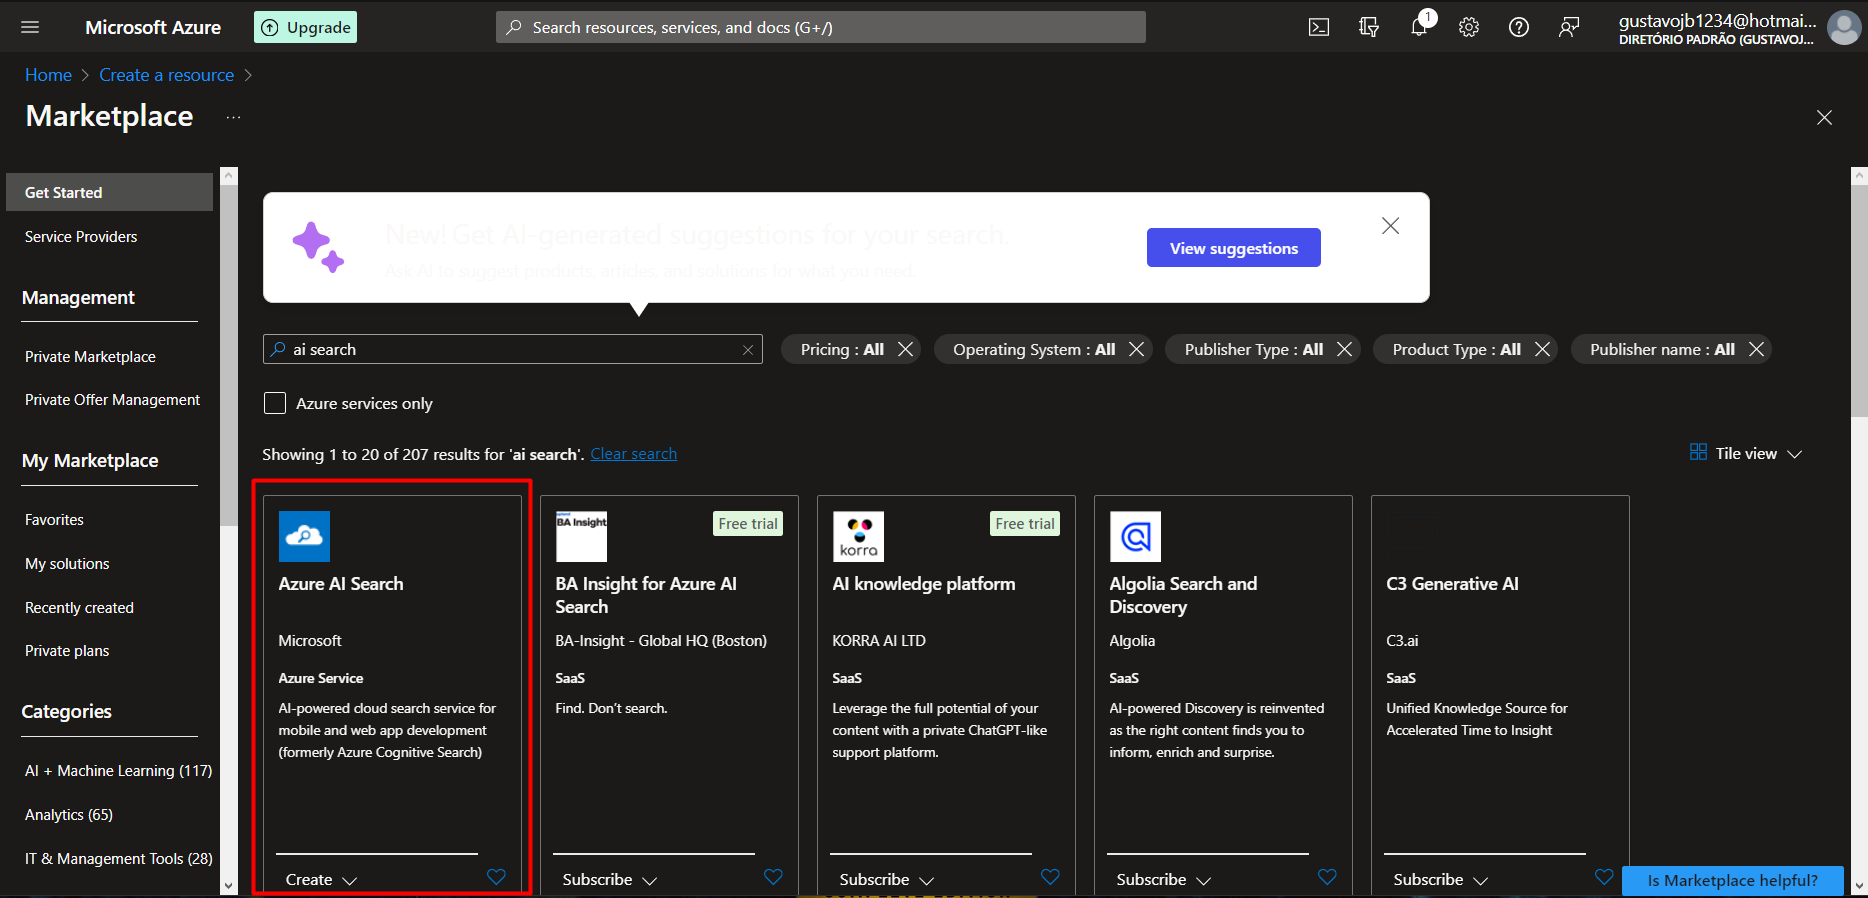 Microsoft Azure
Upgrade
Search resources, services, and docs (G+/)
1
gustavojb1234@hotmai...
DIRETÓRIO PADRÃO (GUSTAVOJ...
Home > Create a resource >
Marketplace ...
Get Started
Service Providers
Management
Private Marketplace
Private Offer Management
My Marketplace
Favorites
My solutions
Recently created
Private plans
Categories
AI + Machine Learning (117)
Analytics (65)
IT & Management Tools (28)
New! Get AI-generated suggestions for your search.
Ask AI to suggest products, articles, and solutions for what you need.
View suggestions
ai search
Pricing : All
Operating System : All
Publisher Type : All
Product Type : All
Publisher name : All
Azure services only
Showing 1 to 20 of 207 results for 'ai search'. Clear search
Tile view
Azure AI Search
Microsoft
Azure Service
AI-powered cloud search service for
mobile and web app development
(formerly Azure Cognitive Search)
Create
BA Insight
Free trial
BA Insight for Azure AI
Search
BA-Insight - Global HQ (Boston)
SaaS
Find. Don't search.
Subscribe
korra
Free trial
AI knowledge platform
KORRA AI LTD
SaaS
Leverage the full potential of your
content with a private ChatGPT-like
support platform.
Subscribe
Algolia Search and
Discovery
Algolia
SaaS
AI-powered Discovery is reinvented
as the right content finds you to
inform, enrich and surprise.
Subscribe
C3 Generative AI
C3.ai
SaaS
Unified Knowledge Source for
Accelerated Time to Insight
Subscribe
Is Marketplace helpful?